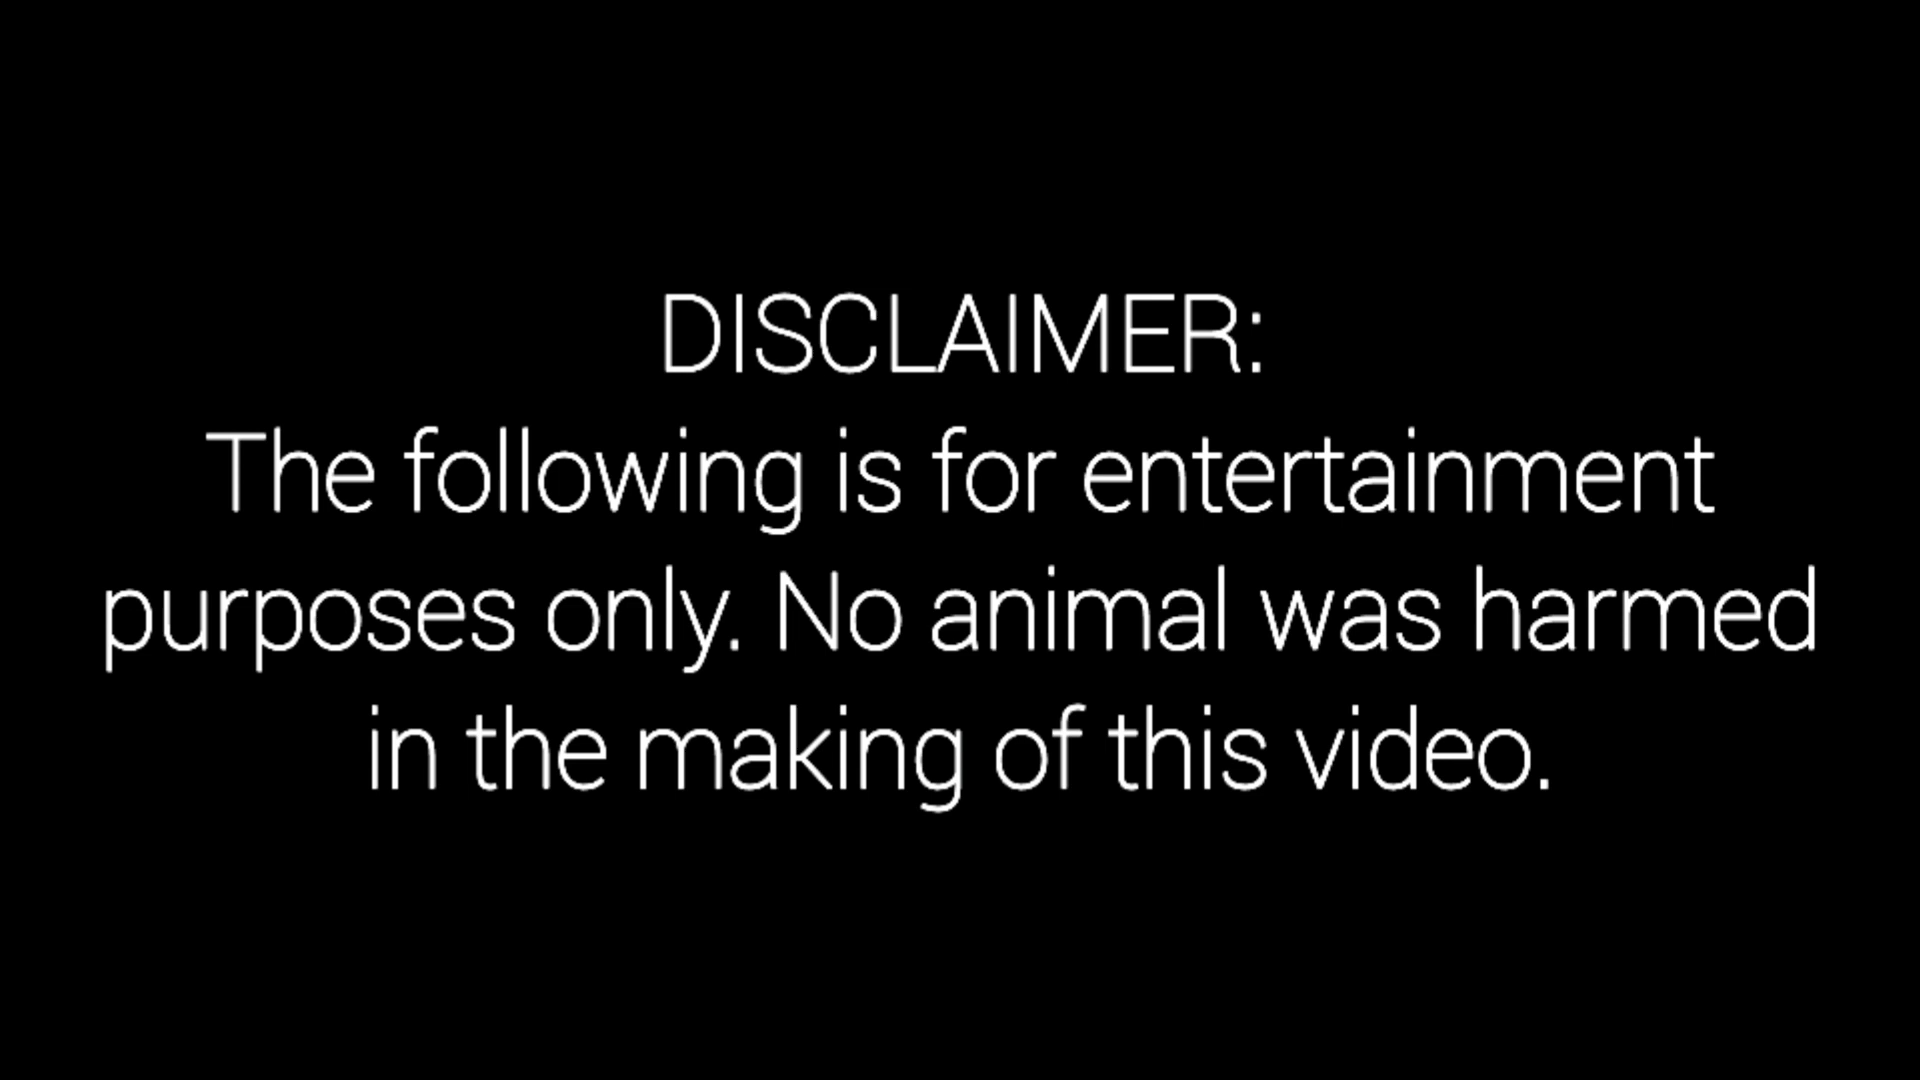 DISCLAIMER:
The following is for entertainment
purposes only. No animal was harmed
in the making of this video.